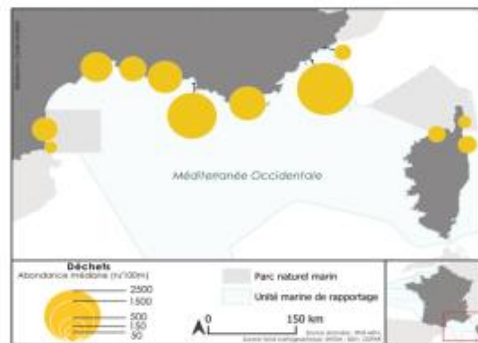 Méditerranée Occidentale
Déchets
Abondance médiane (n/100m)
2500
1500
500
150
50
Parc naturel marin
Unité marine de rapportage
0 150 km